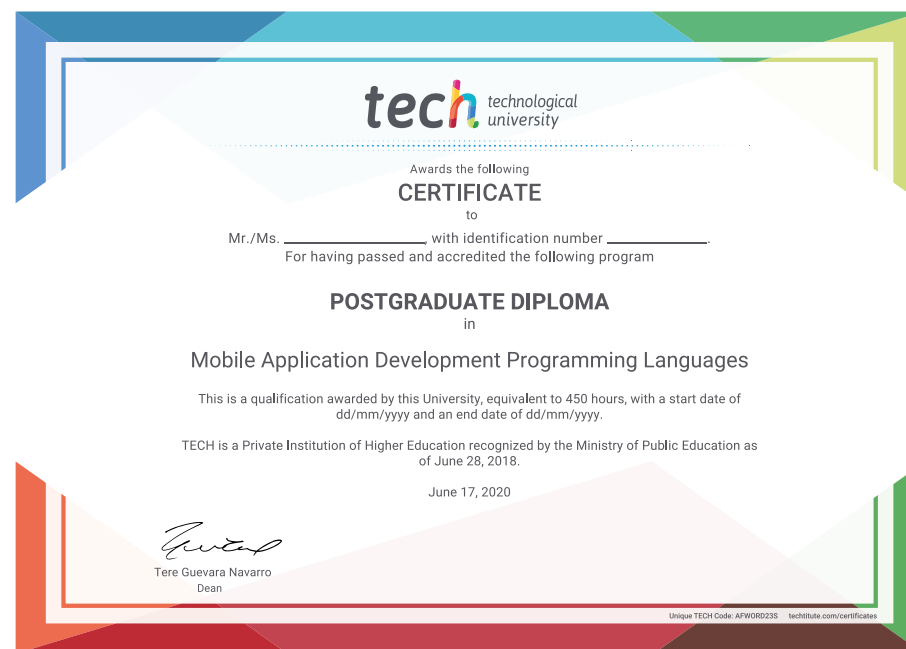 tech technological
university
Awards the following
CERTIFICATE
to
Mr./Ms. ____________________, with identification number ______________.
For having passed and accredited the following program
POSTGRADUATE DIPLOMA
in
Mobile Application Development Programming Languages
This is a qualification awarded by this University, equivalent to 450 hours, with a start date of
dd/mm/yyyy and an end date of dd/mm/yyyy.
TECH is a Private Institution of Higher Education recognized by the Ministry of Public Education as
of June 28, 2018.
June 17, 2020
Tere Guevara Navarro
Dean
Unique TECH Code: AFWORD23S techtitute.com/certificates